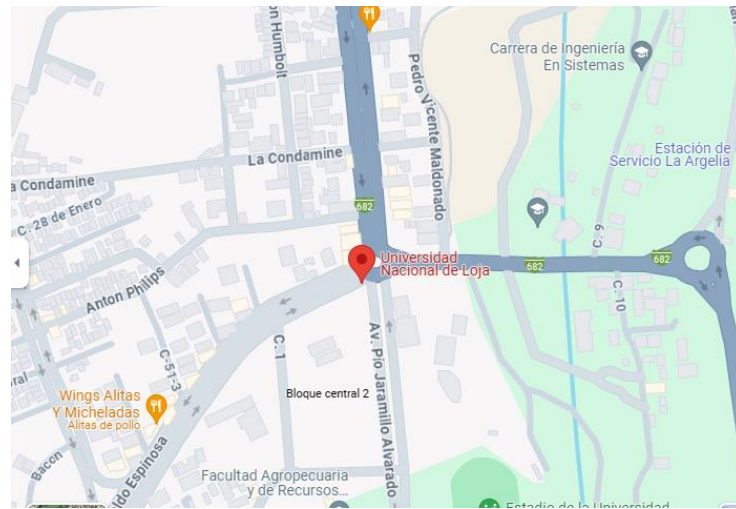 on Humbolt
Pedro Vicente Maldonado
Carrera de Ingeniería
En Sistemas
Estación de
Servicio La Argelia
La Condamine
a Condamine
C. 28 de Enero
682
C. 9
Universidad
Nacional de Loja
682
682
Anton Philips
C. 10
C-51-3
C. 1
Av. Pío Jaramillo Alvarado
Bloque central 2
Wings Alitas
Y Micheladas
Alitas de pollo
ral
Bacon
ldo Espinosa
Facultad Agropecuaria
y de Recursos...
Estadio de la Universidad